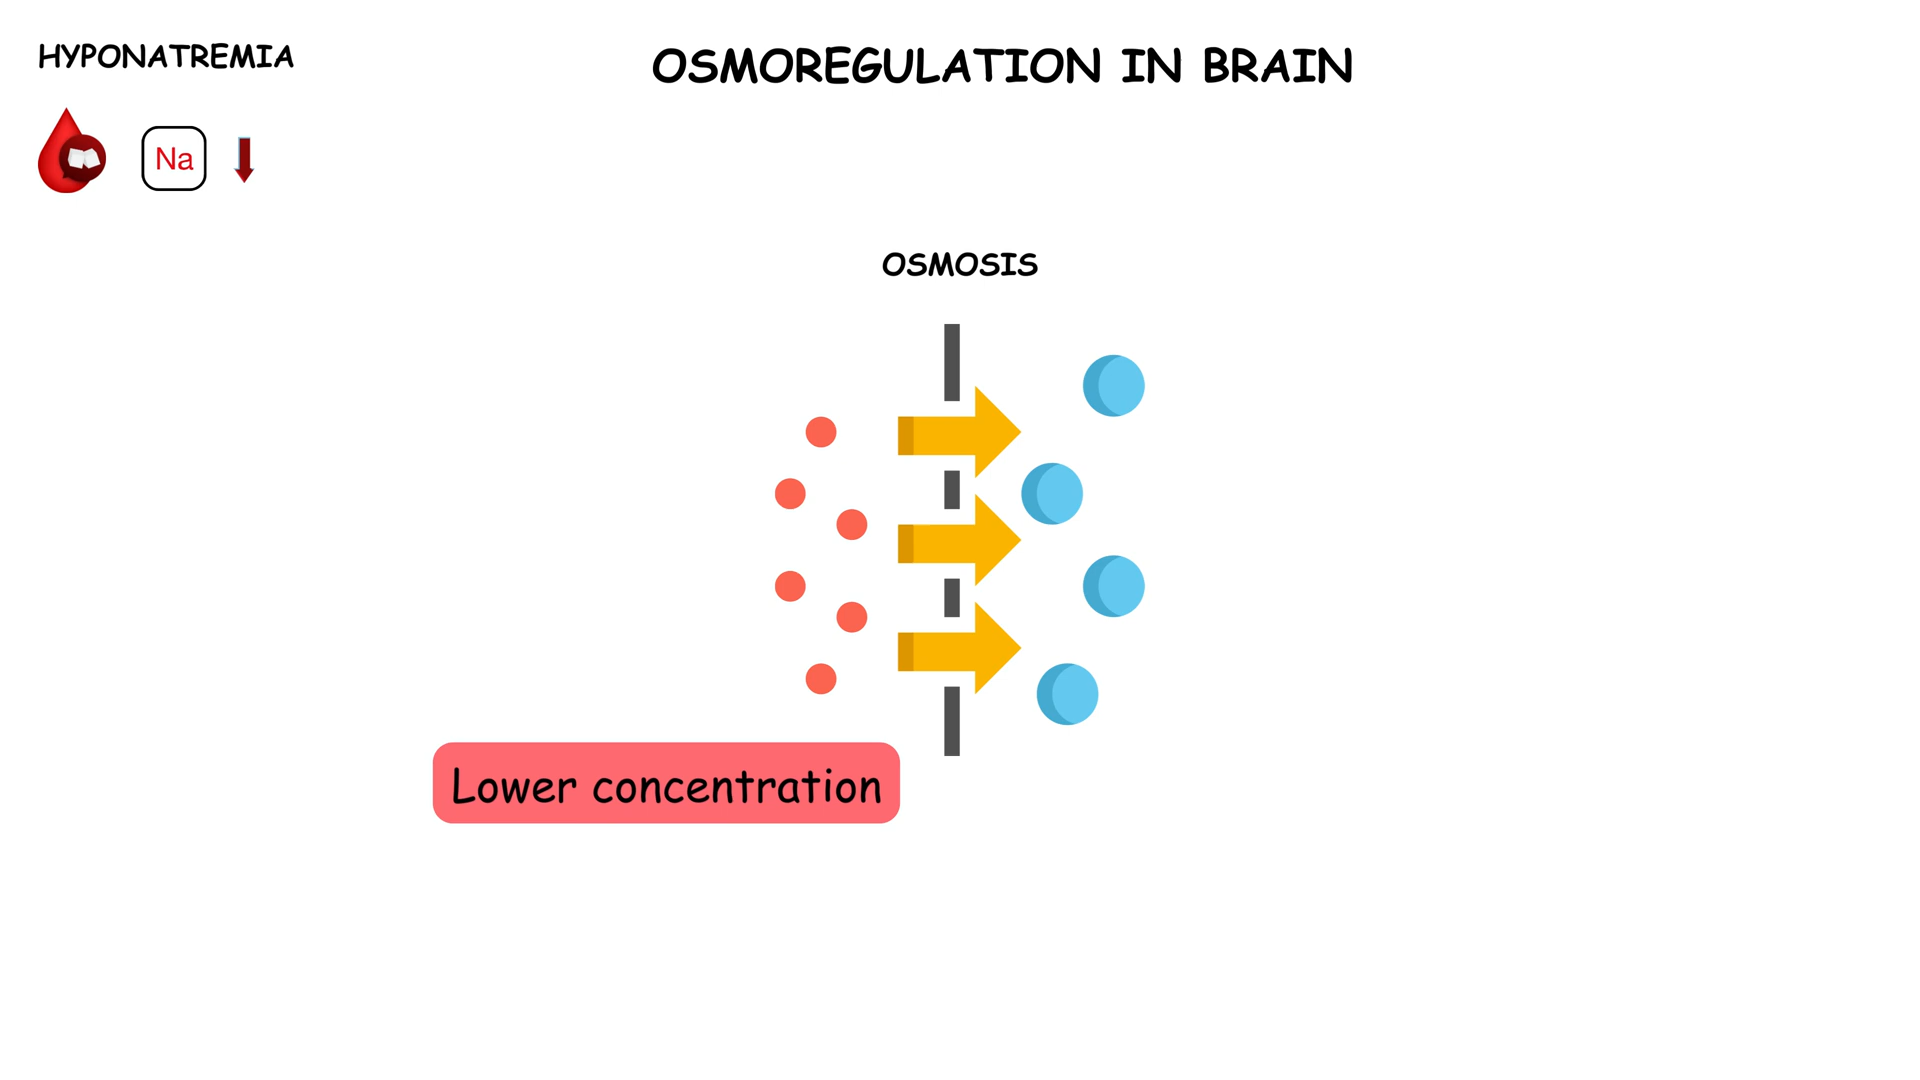 HYPONATREMIA
OSMOREGULATION IN BRAIN
Na
OSMOSIS
Lower concentration